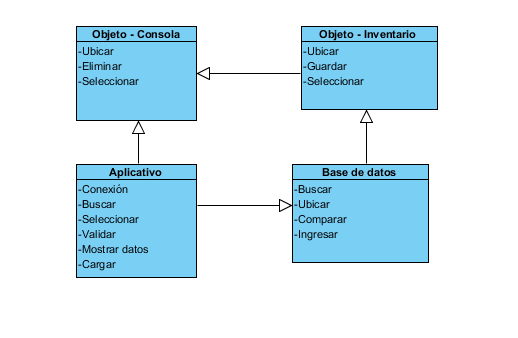 Objeto - Consola
-Ubicar
-Eliminar
-Seleccionar
Objeto - Inventario
-Ubicar
-Guardar
-Seleccionar
Aplicativo
-Conexión
-Buscar
-Seleccionar
-Validar
-Mostrar datos
-Cargar
Base de datos
-Buscar
-Ubicar
-Comparar
-Ingresar